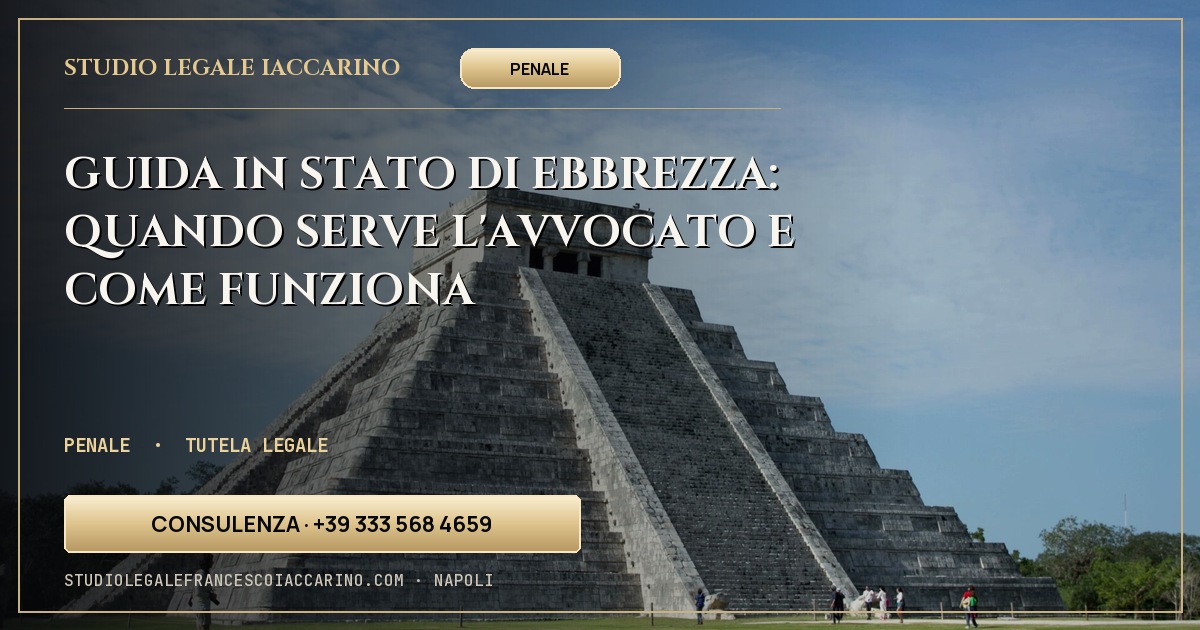 STUDIO LEGALE IACCARINO
PENALE
GUIDA IN STATO DI EBBREZZA:
QUANDO SERVE L'AVVOCATO E
COME FUNZIONA
PENALE · TUTELA LEGALE
CONSULENZA · +39 333 568 4659
STUDIOLEGALEFRANCESCOIACCARINO.COM · NAPOLI